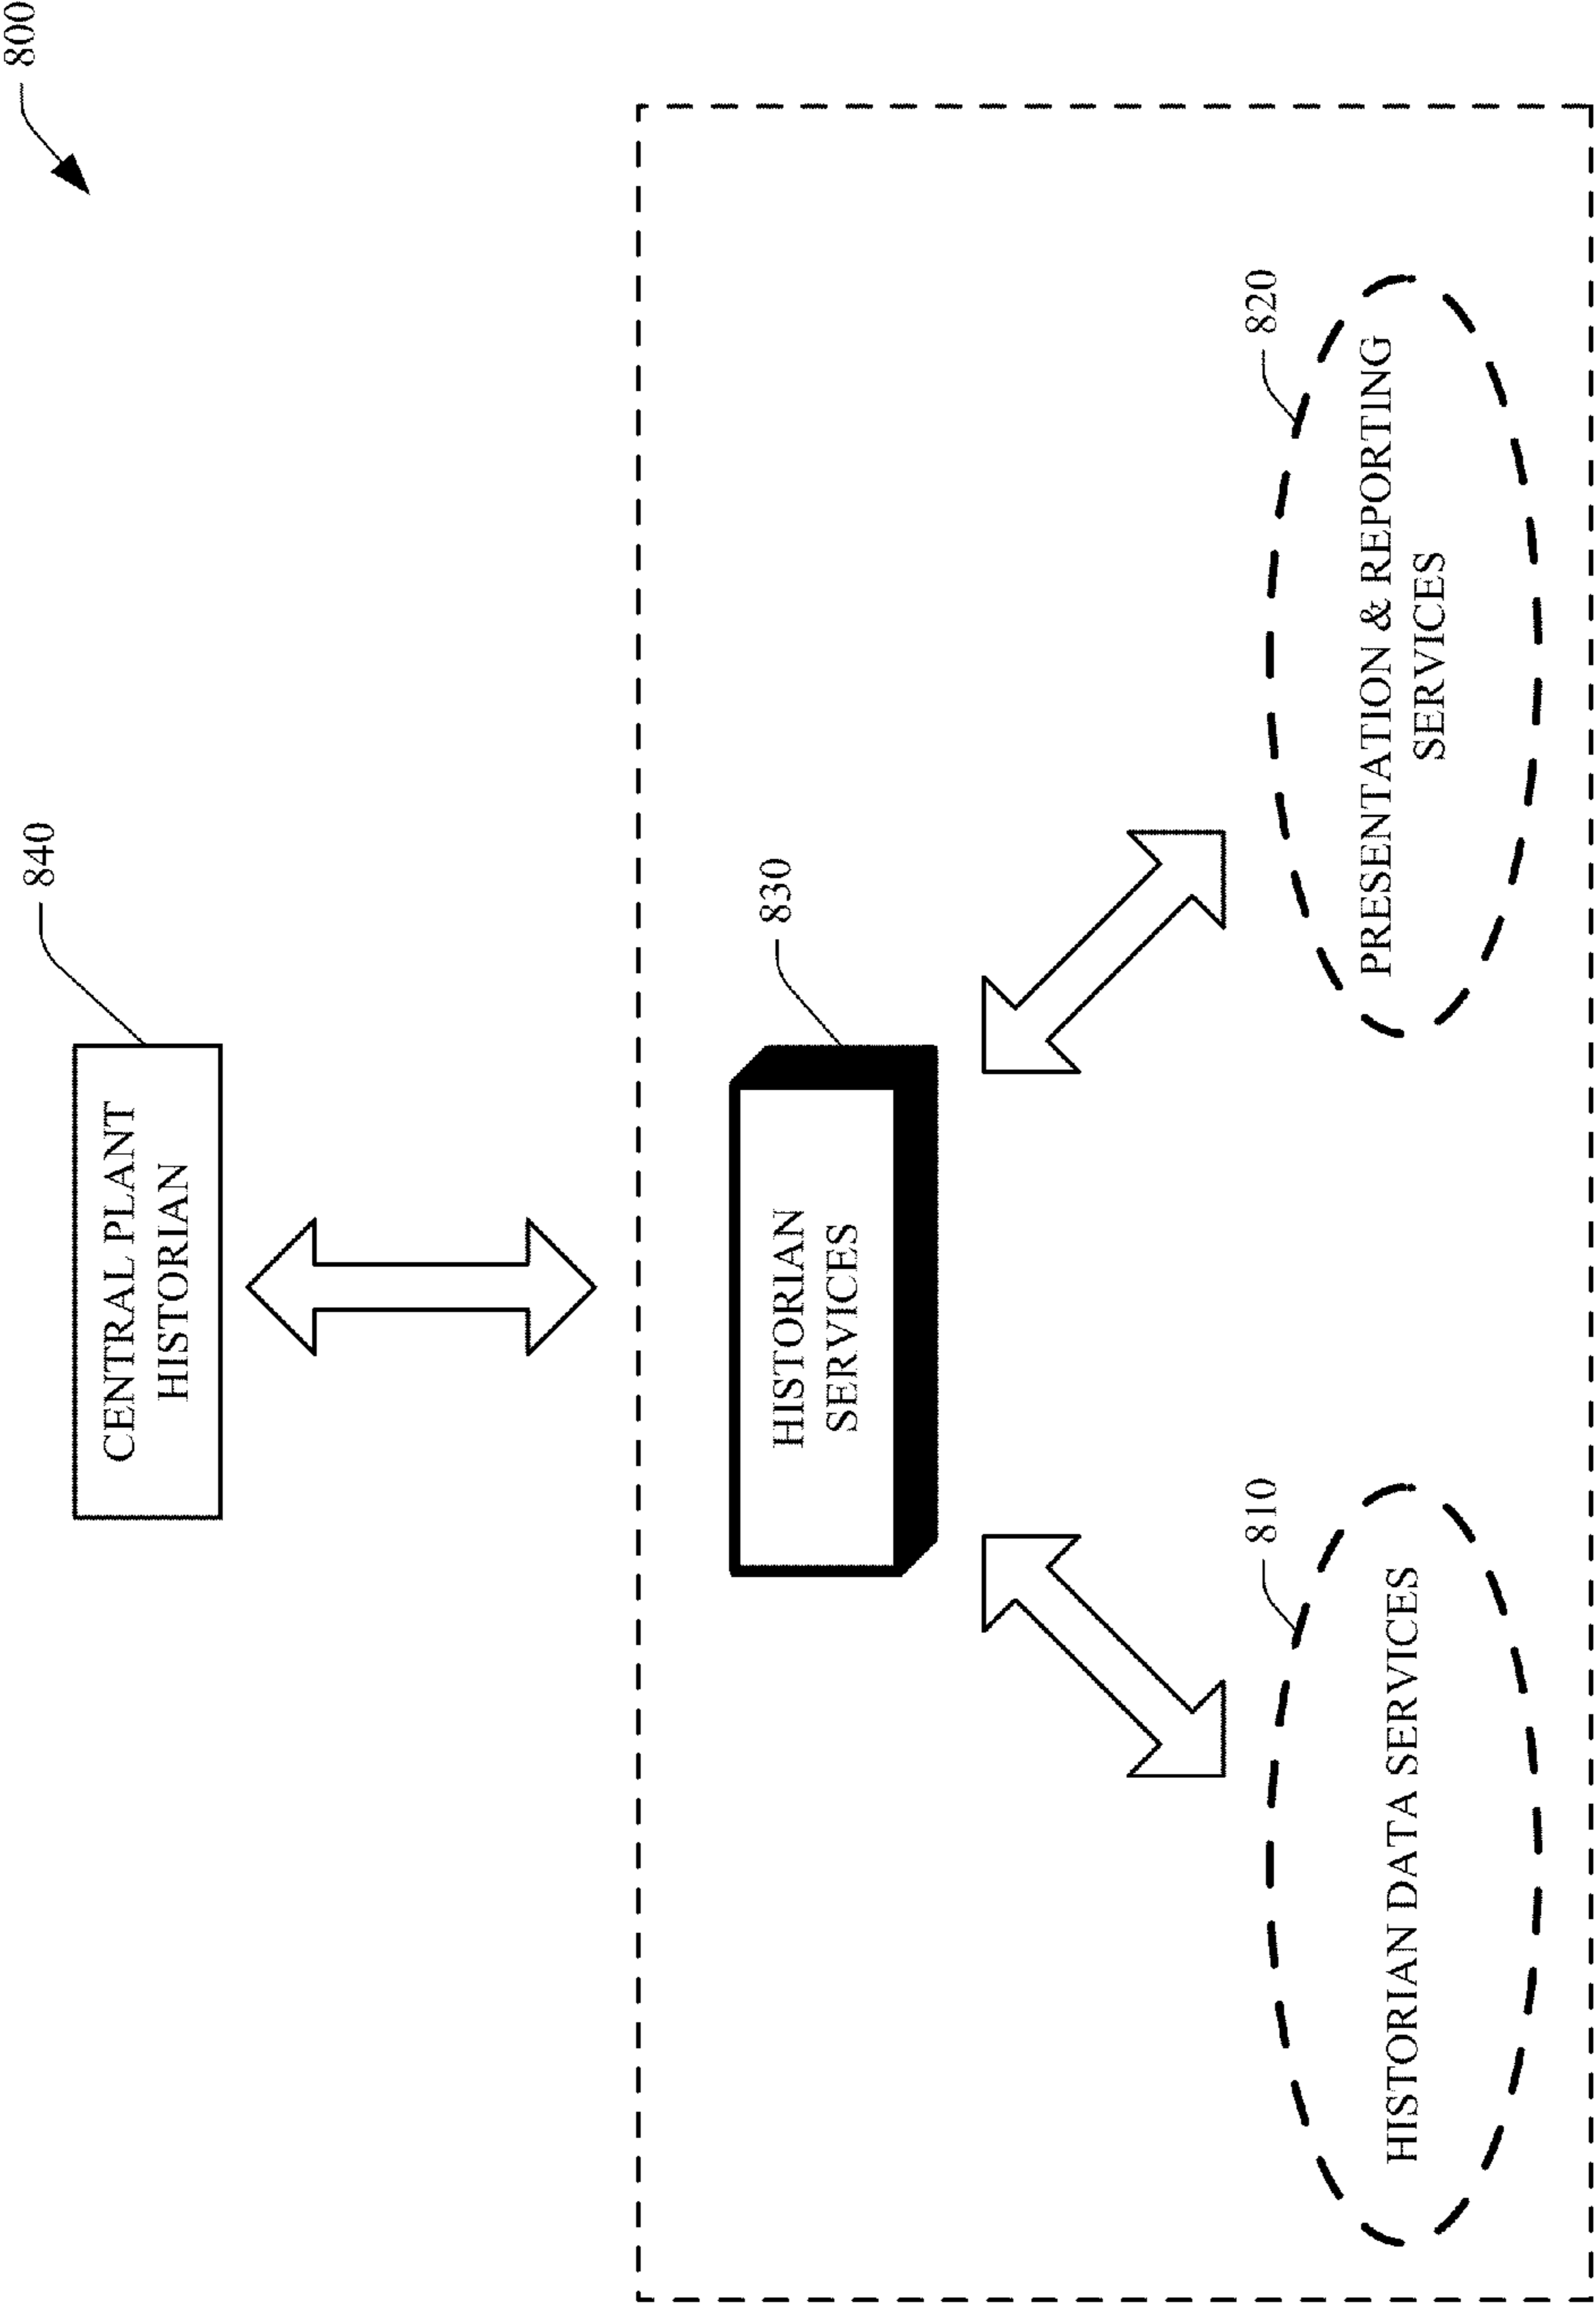 800
840
CENTRAL PLANT
HISTORIAN
830
HISTORIAN
SERVICES
810
HISTORIAN DATA SERVICES
820
PRESENTATION & REPORTING
SERVICES